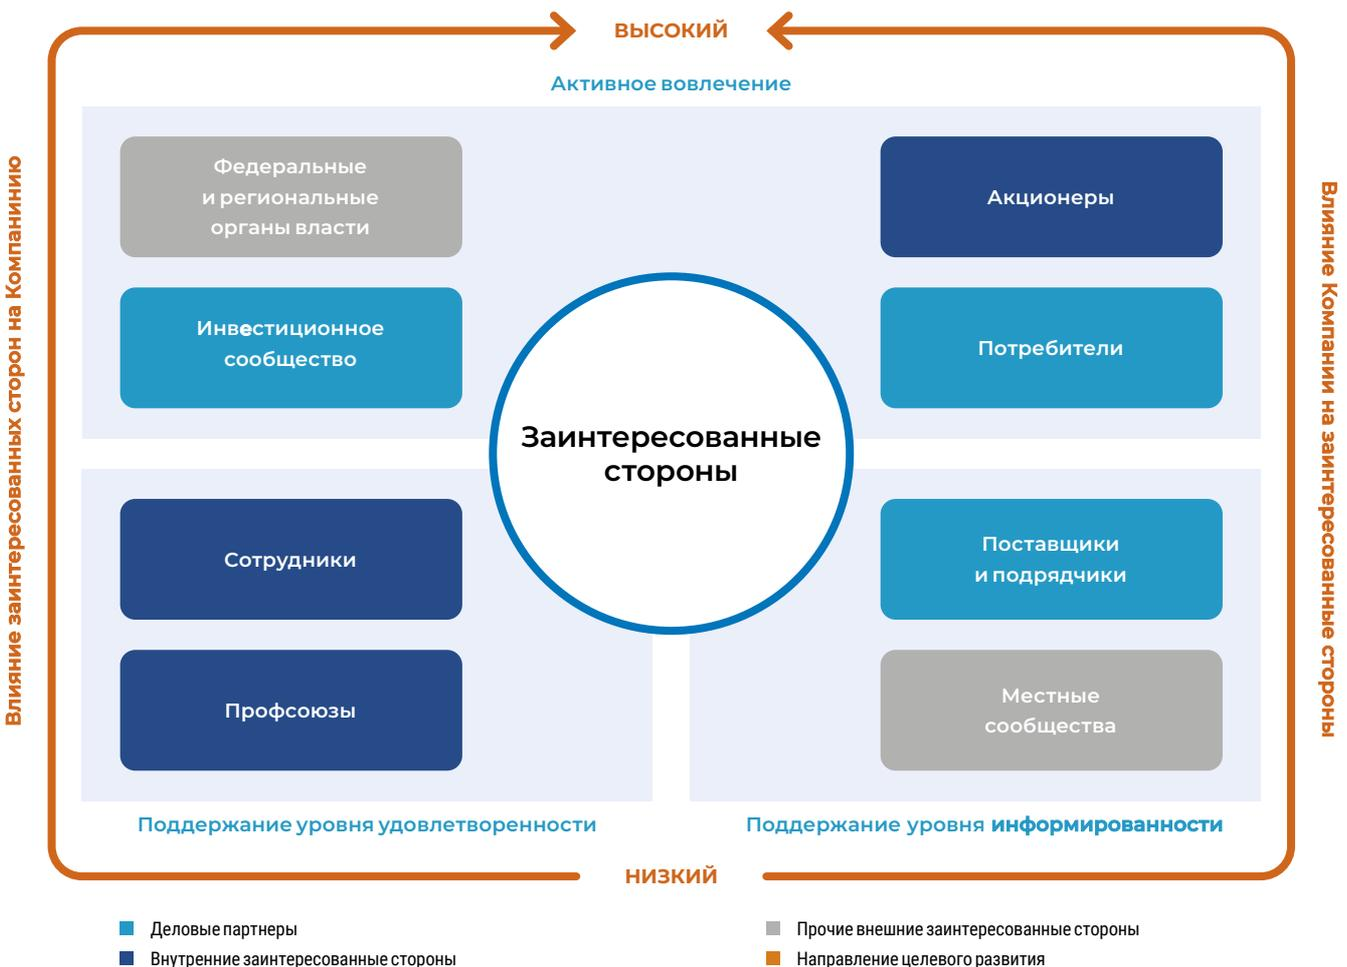 ВЫСОКИЙ
Активное вовлечение
Влияние заинтересованных сторон на Компанинию
Влияние Компании на заинтересованные стороны
Федеральные
и региональные
органы власти
Акционеры
Инвестиционное
сообщество
Потребители
Заинтересованные
стороны
Сотрудники
Поставщики
и подрядчики
Профсоюзы
Местные
сообщества
Поддержание уровня удовлетворенности
Поддержание уровня информированности
НИЗКИЙ
Деловые партнеры
Прочие внешние заинтересованные стороны
Внутренние заинтересованные стороны
Направление целевого развития